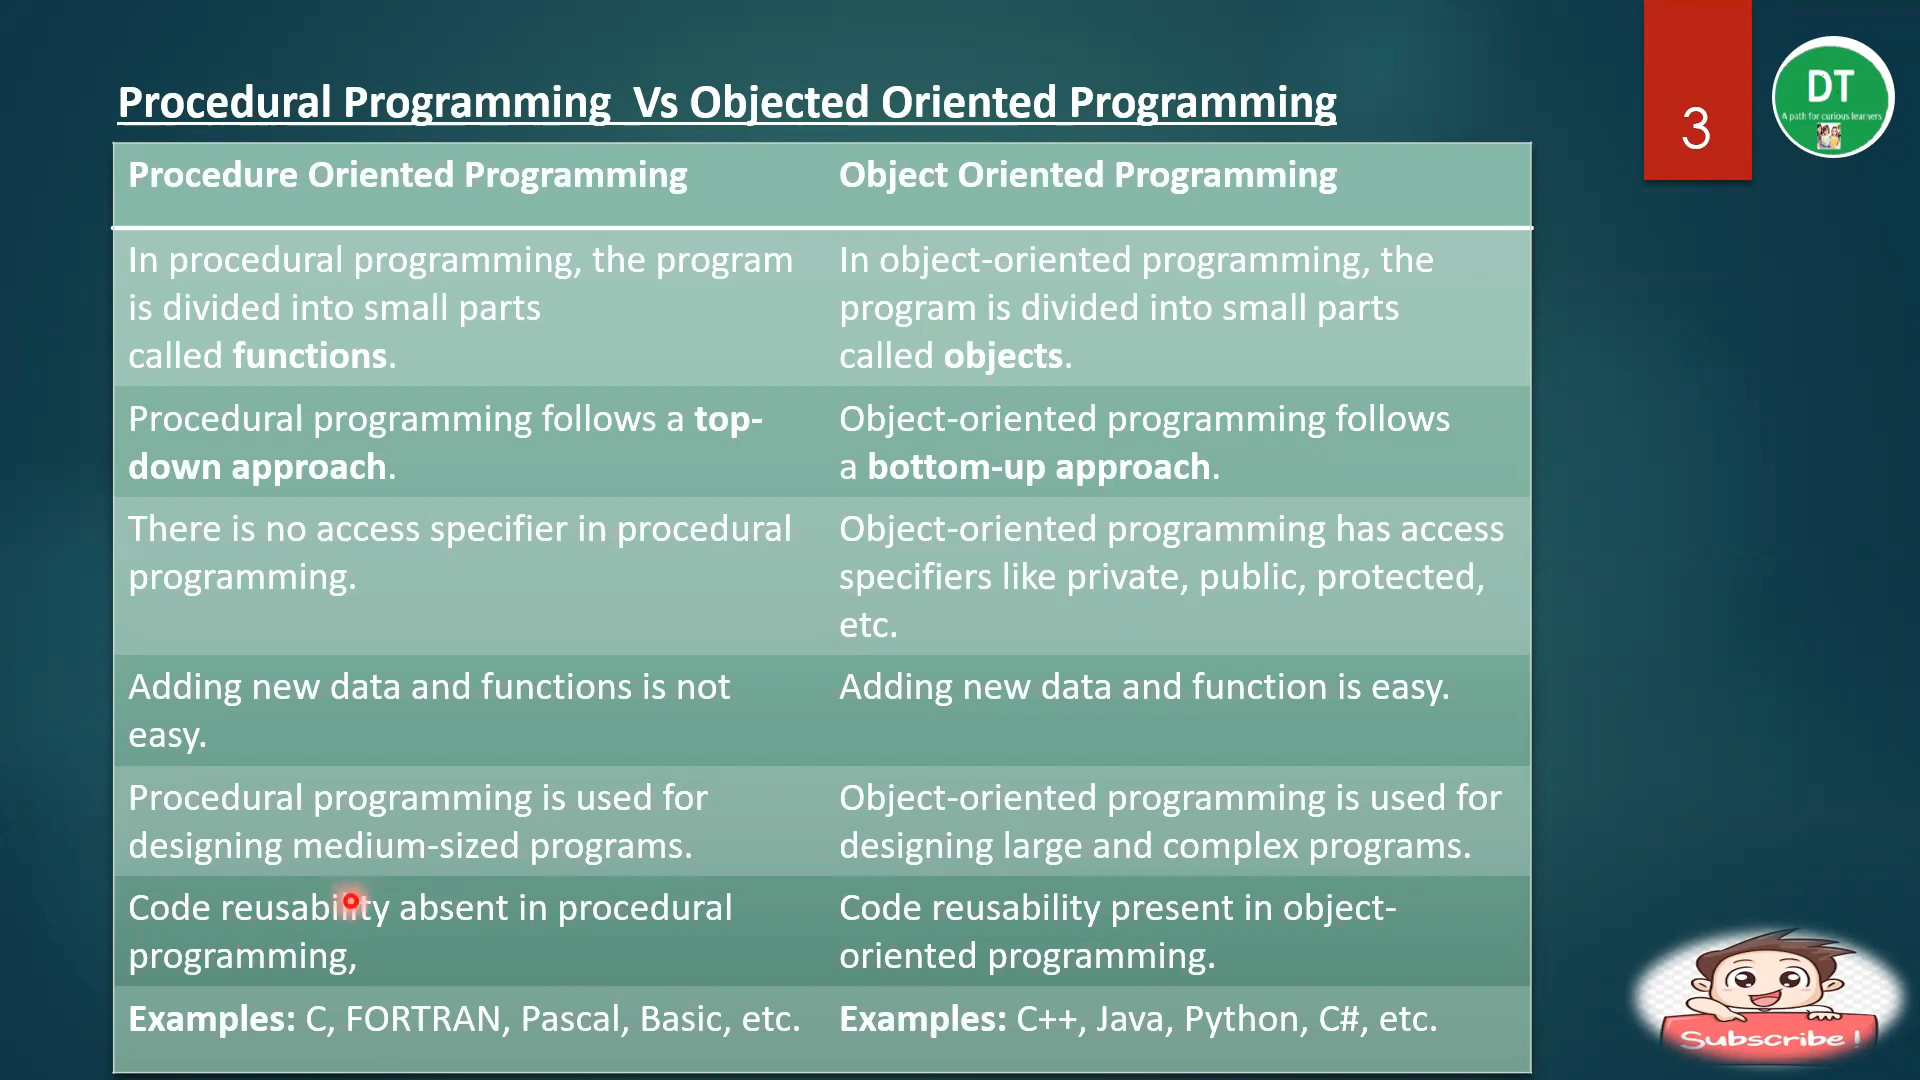 Procedural Programming  Vs Objected Oriented Programming
3
DT
A path for curious learners
Procedure Oriented Programming
Object Oriented Programming
In procedural programming, the program
is divided into small parts
called functions.
In object-oriented programming, the
program is divided into small parts
called objects.
Procedural programming follows a top-
down approach.
Object-oriented programming follows
a bottom-up approach.
There is no access specifier in procedural
programming.
Object-oriented programming has access
specifiers like private, public, protected,
etc.
Adding new data and functions is not
easy.
Adding new data and function is easy.
Procedural programming is used for
designing medium-sized programs.
Object-oriented programming is used for
designing large and complex programs.
Code reusability absent in procedural
programming,
Code reusability present in object-
oriented programming.
Examples: C, FORTRAN, Pascal, Basic, etc.
Examples: C++, Java, Python, C#, etc.
Subscribe !